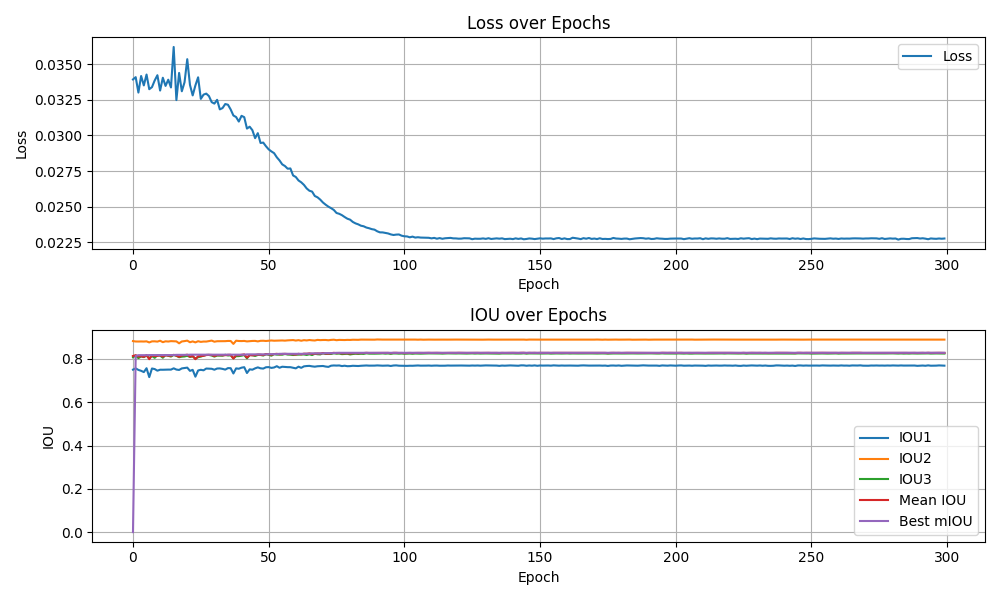 Loss over Epochs
Loss
0.0350
0.0325
0.0300
0.0275
0.0250
0.0225
Loss
0 50 100 150 200 250 300
Epoch
IOU over Epochs
0.8
0.6
0.4
0.2
0.0
IOU
IOU1
IOU2
IOU3
Mean IOU
Best mIOU
0 50 100 150 200 250 300
Epoch